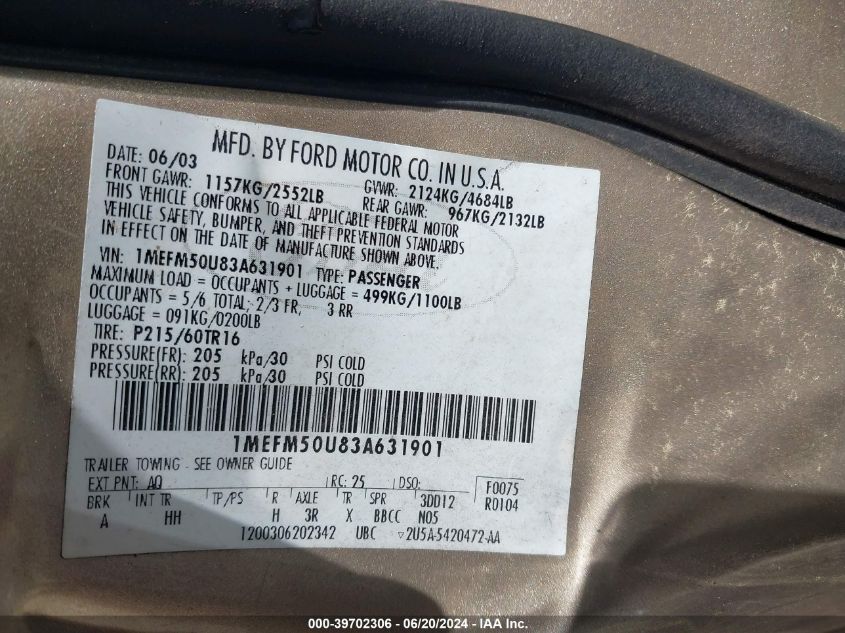 MFD. BY FORD MOTOR CO. IN U.S.A.
DATE: 06/03 GVWR: 2124KG/4684LB
FRONT GAWR: 1157KG/2552LB REAR GAWR: 967KG/2132LB
THIS VEHICLE CONFORMS TO ALL APPLICABLE FEDERAL MOTOR
VEHICLE SAFETY, BUMPER, AND THEFT PREVENTION STANDARDS
IN EFFECT ON THE DATE OF MANUFACTURE SHOWN ABOVE.
VIN: 1MEFM50U83A631901 TYPE: PASSENGER
MAXIMUM LOAD = OCCUPANTS + LUGGAGE = 499KG/1100LB
OCCUPANTS = 5/6 TOTAL; 2/3 FR, 3 RR
LUGGAGE = 091KG/0200LB
TIRE: P215/60TR16
PRESSURE(FR): 205 kPa/30 PSI COLD
PRESSURE(RR): 205 kPa/30 PSI COLD
1MEFM50U83A631901
TRAILER TOWING - SEE OWNER GUIDE
EXT PNT: AQ RC: 25 DSO: F0075
BRK INT TR TP/PS R AXLE TR SPR 3DD12 R0104
A HH H 3R X BBCC N05
1200306202342 UBC ▽2U5A-5420472-AA
000-39702306 | 06/20/2024 | IAA Inc.